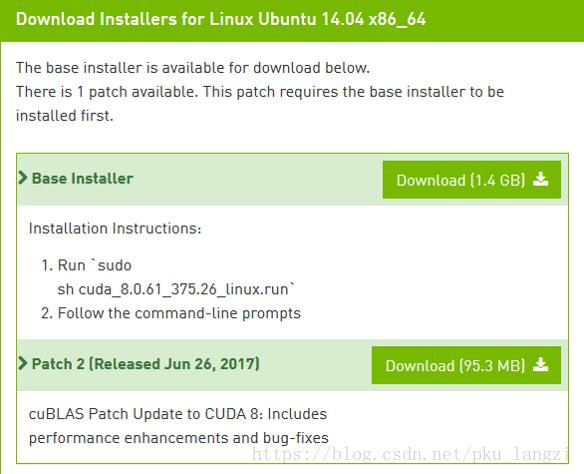 Download Installers for Linux Ubuntu 14.04 x86_64
The base installer is available for download below.
There is 1 patch available. This patch requires the base installer to be
installed first.
Base Installer
Download (1.4 GB)
Installation Instructions:
1. Run `sudo
sh cuda_8.0.61_375.26_linux.run`
2. Follow the command-line prompts
Patch 2 (Released Jun 26, 2017)
Download (95.3 MB)
cuBLAS Patch Update to CUDA 8: Includes
performance enhancements and bug-fixes
https://blog.csdn.net/pku_langzi